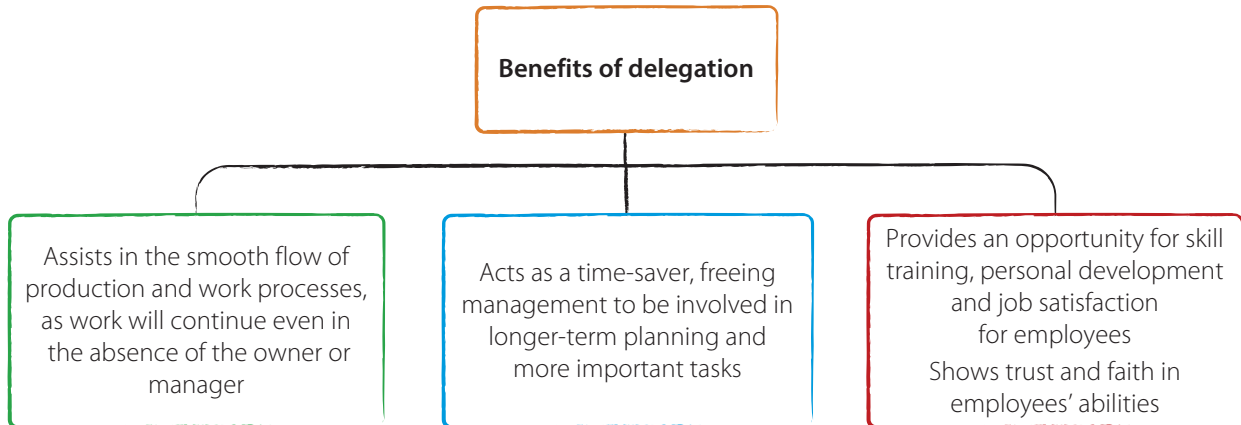 Benefits of delegation
Assists in the smooth flow of
production and work processes,
as work will continue even in
the absence of the owner or
manager
Acts as a time-saver, freeing
management to be involved in
longer-term planning and
more important tasks
Provides an opportunity for skill
training, personal development
and job satisfaction
for employees
Shows trust and faith in
employees’ abilities